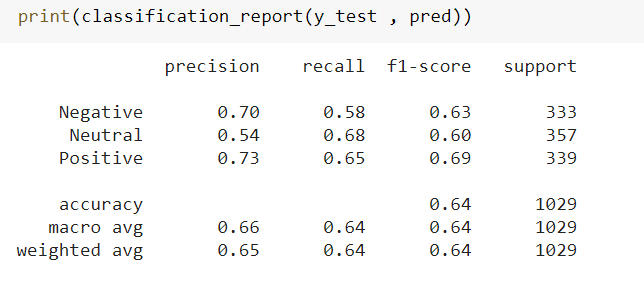 print(classification_report(y_test , pred))
precision recall f1-score support
Negative 0.70 0.58 0.63 333
Neutral 0.54 0.68 0.60 357
Positive 0.73 0.65 0.69 339
accuracy 0.64 1029
macro avg 0.66 0.64 0.64 1029
weighted avg 0.65 0.64 0.64 1029